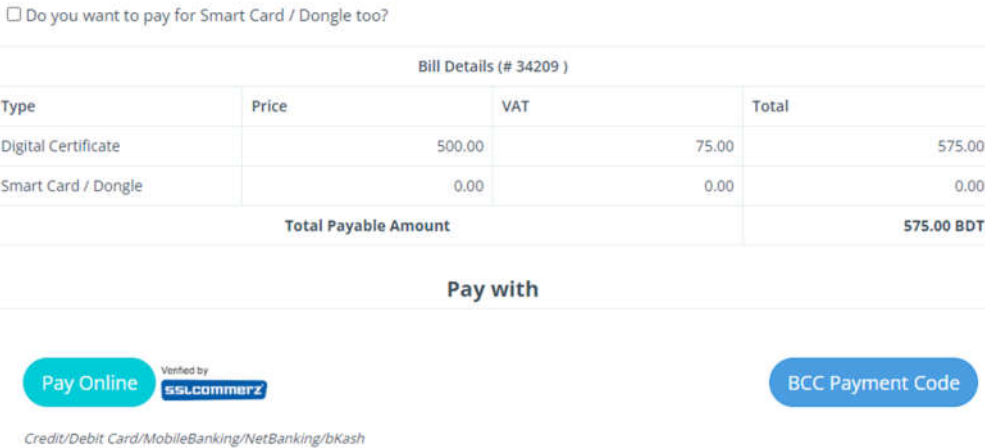 Do you want to pay for Smart Card / Dongle too?
Bill Details (# 34209 )
Type Price VAT Total
Digital Certificate 500.00 75.00 575.00
Smart Card / Dongle 0.00 0.00 0.00
Total Payable Amount 575.00 BDT
Pay with
Pay Online Verified by SSLCOMMERZ BCC Payment Code
Credit/Debit Card/MobileBanking/NetBanking/bKash